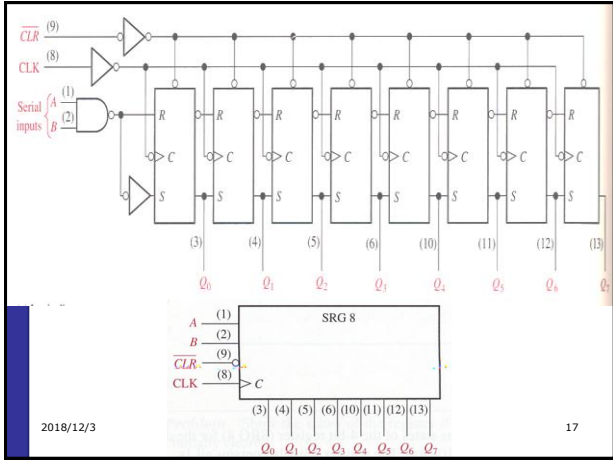 CLR (9)
CLK (8)
Serial inputs { A (1)
B (2)
R R R R R R R R
C C C C C C C C
S S S S S S S S
(3) (4) (5) (6) (10) (11) (12) (13)
Q0 Q1 Q2 Q3 Q4 Q5 Q6 Q7
SRG 8
A (1)
B (2)
CLR (9)
CLK (8) C
(3) (4) (5) (6) (10) (11) (12) (13)
Q0 Q1 Q2 Q3 Q4 Q5 Q6 Q7
2018/12/3
17